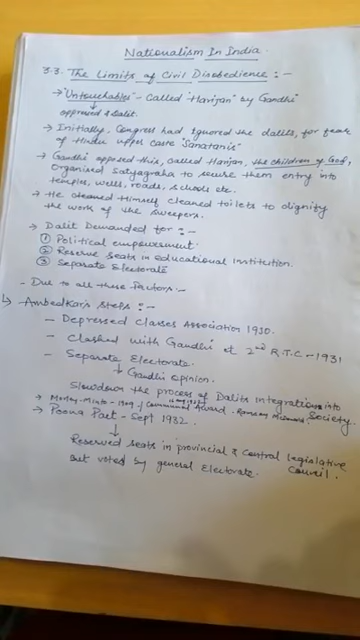 Nationalism In India.
3.3. The Limits of Civil Disobedience :-
→ "Untouchables" - Called "Harijan" by Gandhi
oppressed & Dalit.
→ Initially, Congress had ignored the dalits, for fear
of Hindu upper caste "Sanatanis"
→ Gandhi opposed this, called Harijan, the children of God,
Organised Satyagraha to secure them entry into
temples, wells, roads, schools etc.
→ He cleaned Himself cleaned toilets to dignity
the work of the sweepers.
→ Dalit Demanded for :-
① Political empowerment.
② Reserve Seats in educational Institution.
③ Separate Electorate
- Due to all these Factors :-
↳ Ambedkar's Steps :-
- Depressed Classes Association 1930.
- Clashed with Gandhi at 2nd R.T.C - 1931
- Separate Electorate.
↓ Gandhi Opinion.
Slowdown the process of Dalits Integration into
Society.
→ Morley-Minto - 1909 / Communal Award -
→ Poona Pact - Sept 1932.
↓
Reserved Seats in provincial & Central legislative
Council.
but voted by general Electorate.